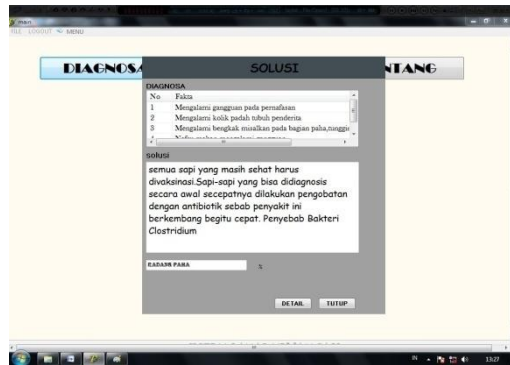 MENU
LOGOUT MENU
DIAGNOSA
SOLUSI
NTANG
DIAGNOSA
No Fakta
1 Mengalami gangguan pada pernafasan
2 Mengalami kolik padah tubuh penderita
3 Mengalami bengkak misalkan pada bagian paha,tunggi
solusi
semua sapi yang masih sehat harus
divaksinasi.Sapi-sapi yang bisa didiagnosis
secara awal secepatnya dilakukan pengobatan
dengan antibiotik sebab penyakit ini
berkembang begitu cepat. Penyebab Bakteri
Clostridium
RADANG PAHA
DETAIL TUTUP
IN 13:27